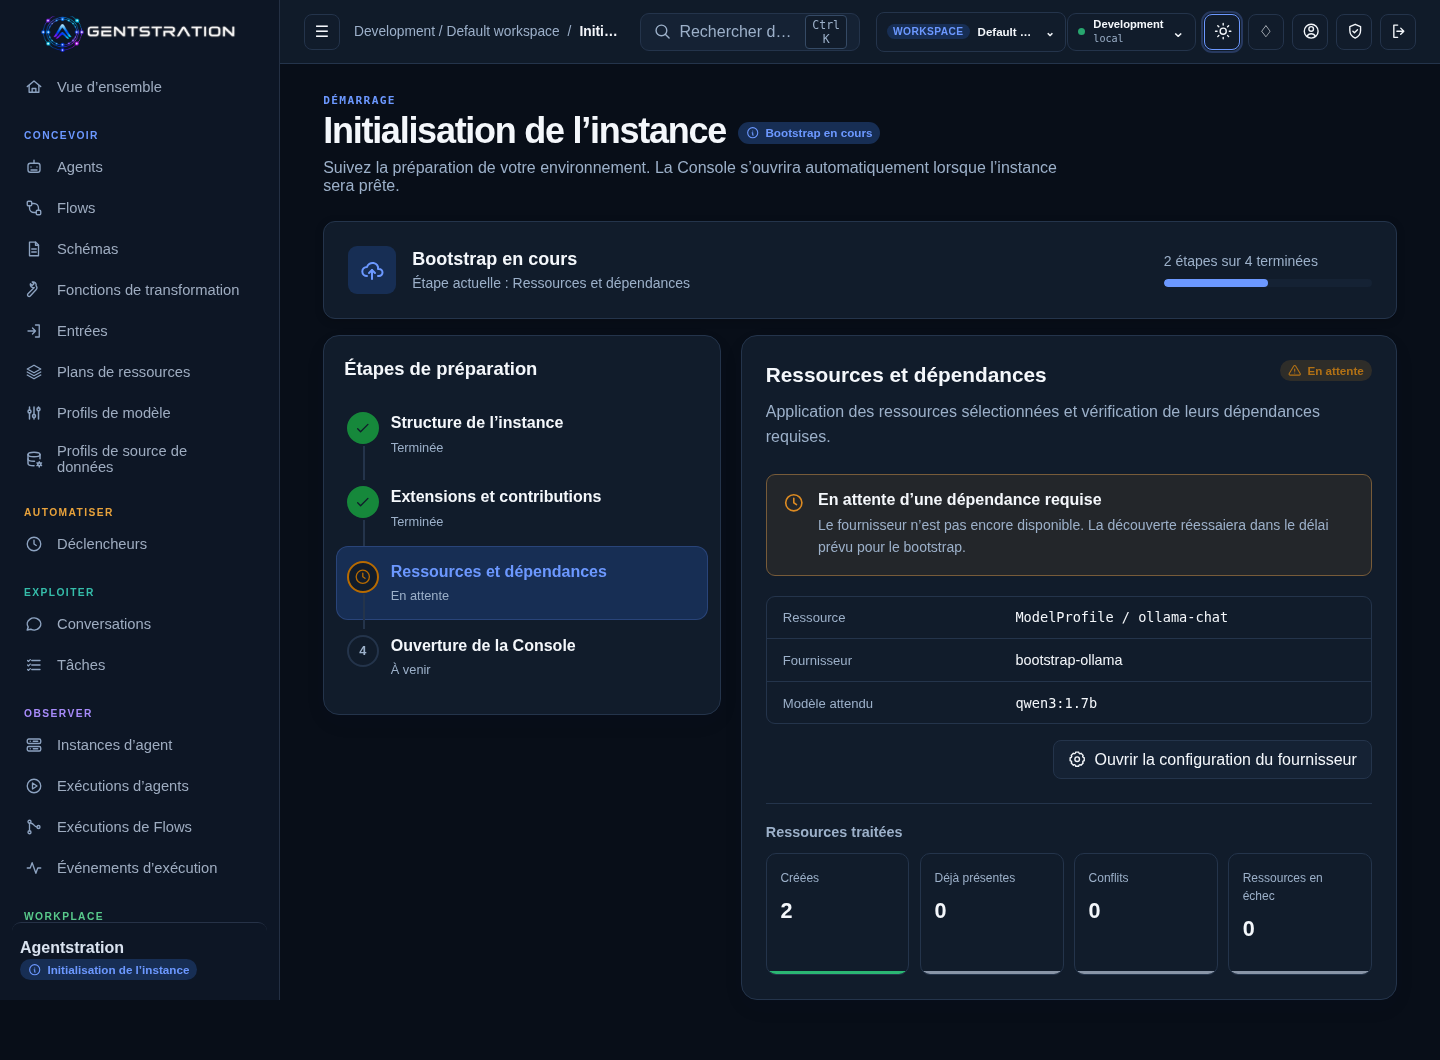 GENTSTRATION
Vue d’ensemble
CONCEVOIR
Agents
Flows
Schémas
Fonctions de transformation
Entrées
Plans de ressources
Profils de modèle
Profils de source de
données
AUTOMATISER
Déclencheurs
EXPLOITER
Conversations
Tâches
OBSERVER
Instances d’agent
Exécutions d’agents
Exécutions de Flows
Événements d’exécution
WORKPLACE
Agentstration
Initialisation de l’instance
Development / Default workspace / Initi…
Rechercher d…
Ctrl
K
WORKSPACE Default …
Development
local
DÉMARRAGE
Initialisation de l’instance
Bootstrap en cours
Suivez la préparation de votre environnement. La Console s’ouvrira automatiquement lorsque l’instance
sera prête.
Bootstrap en cours
Étape actuelle : Ressources et dépendances
2 étapes sur 4 terminées
Étapes de préparation
Structure de l’instance
Terminée
Extensions et contributions
Terminée
Ressources et dépendances
En attente
4
Ouverture de la Console
À venir
Ressources et dépendances
En attente
Application des ressources sélectionnées et vérification de leurs dépendances
requises.
En attente d’une dépendance requise
Le fournisseur n’est pas encore disponible. La découverte réessaiera dans le délai
prévu pour le bootstrap.
Ressource ModelProfile / ollama-chat
Fournisseur bootstrap-ollama
Modèle attendu qwen3:1.7b
Ouvrir la configuration du fournisseur
Ressources traitées
Créées
2
Déjà présentes
0
Conflits
0
Ressources en
échec
0